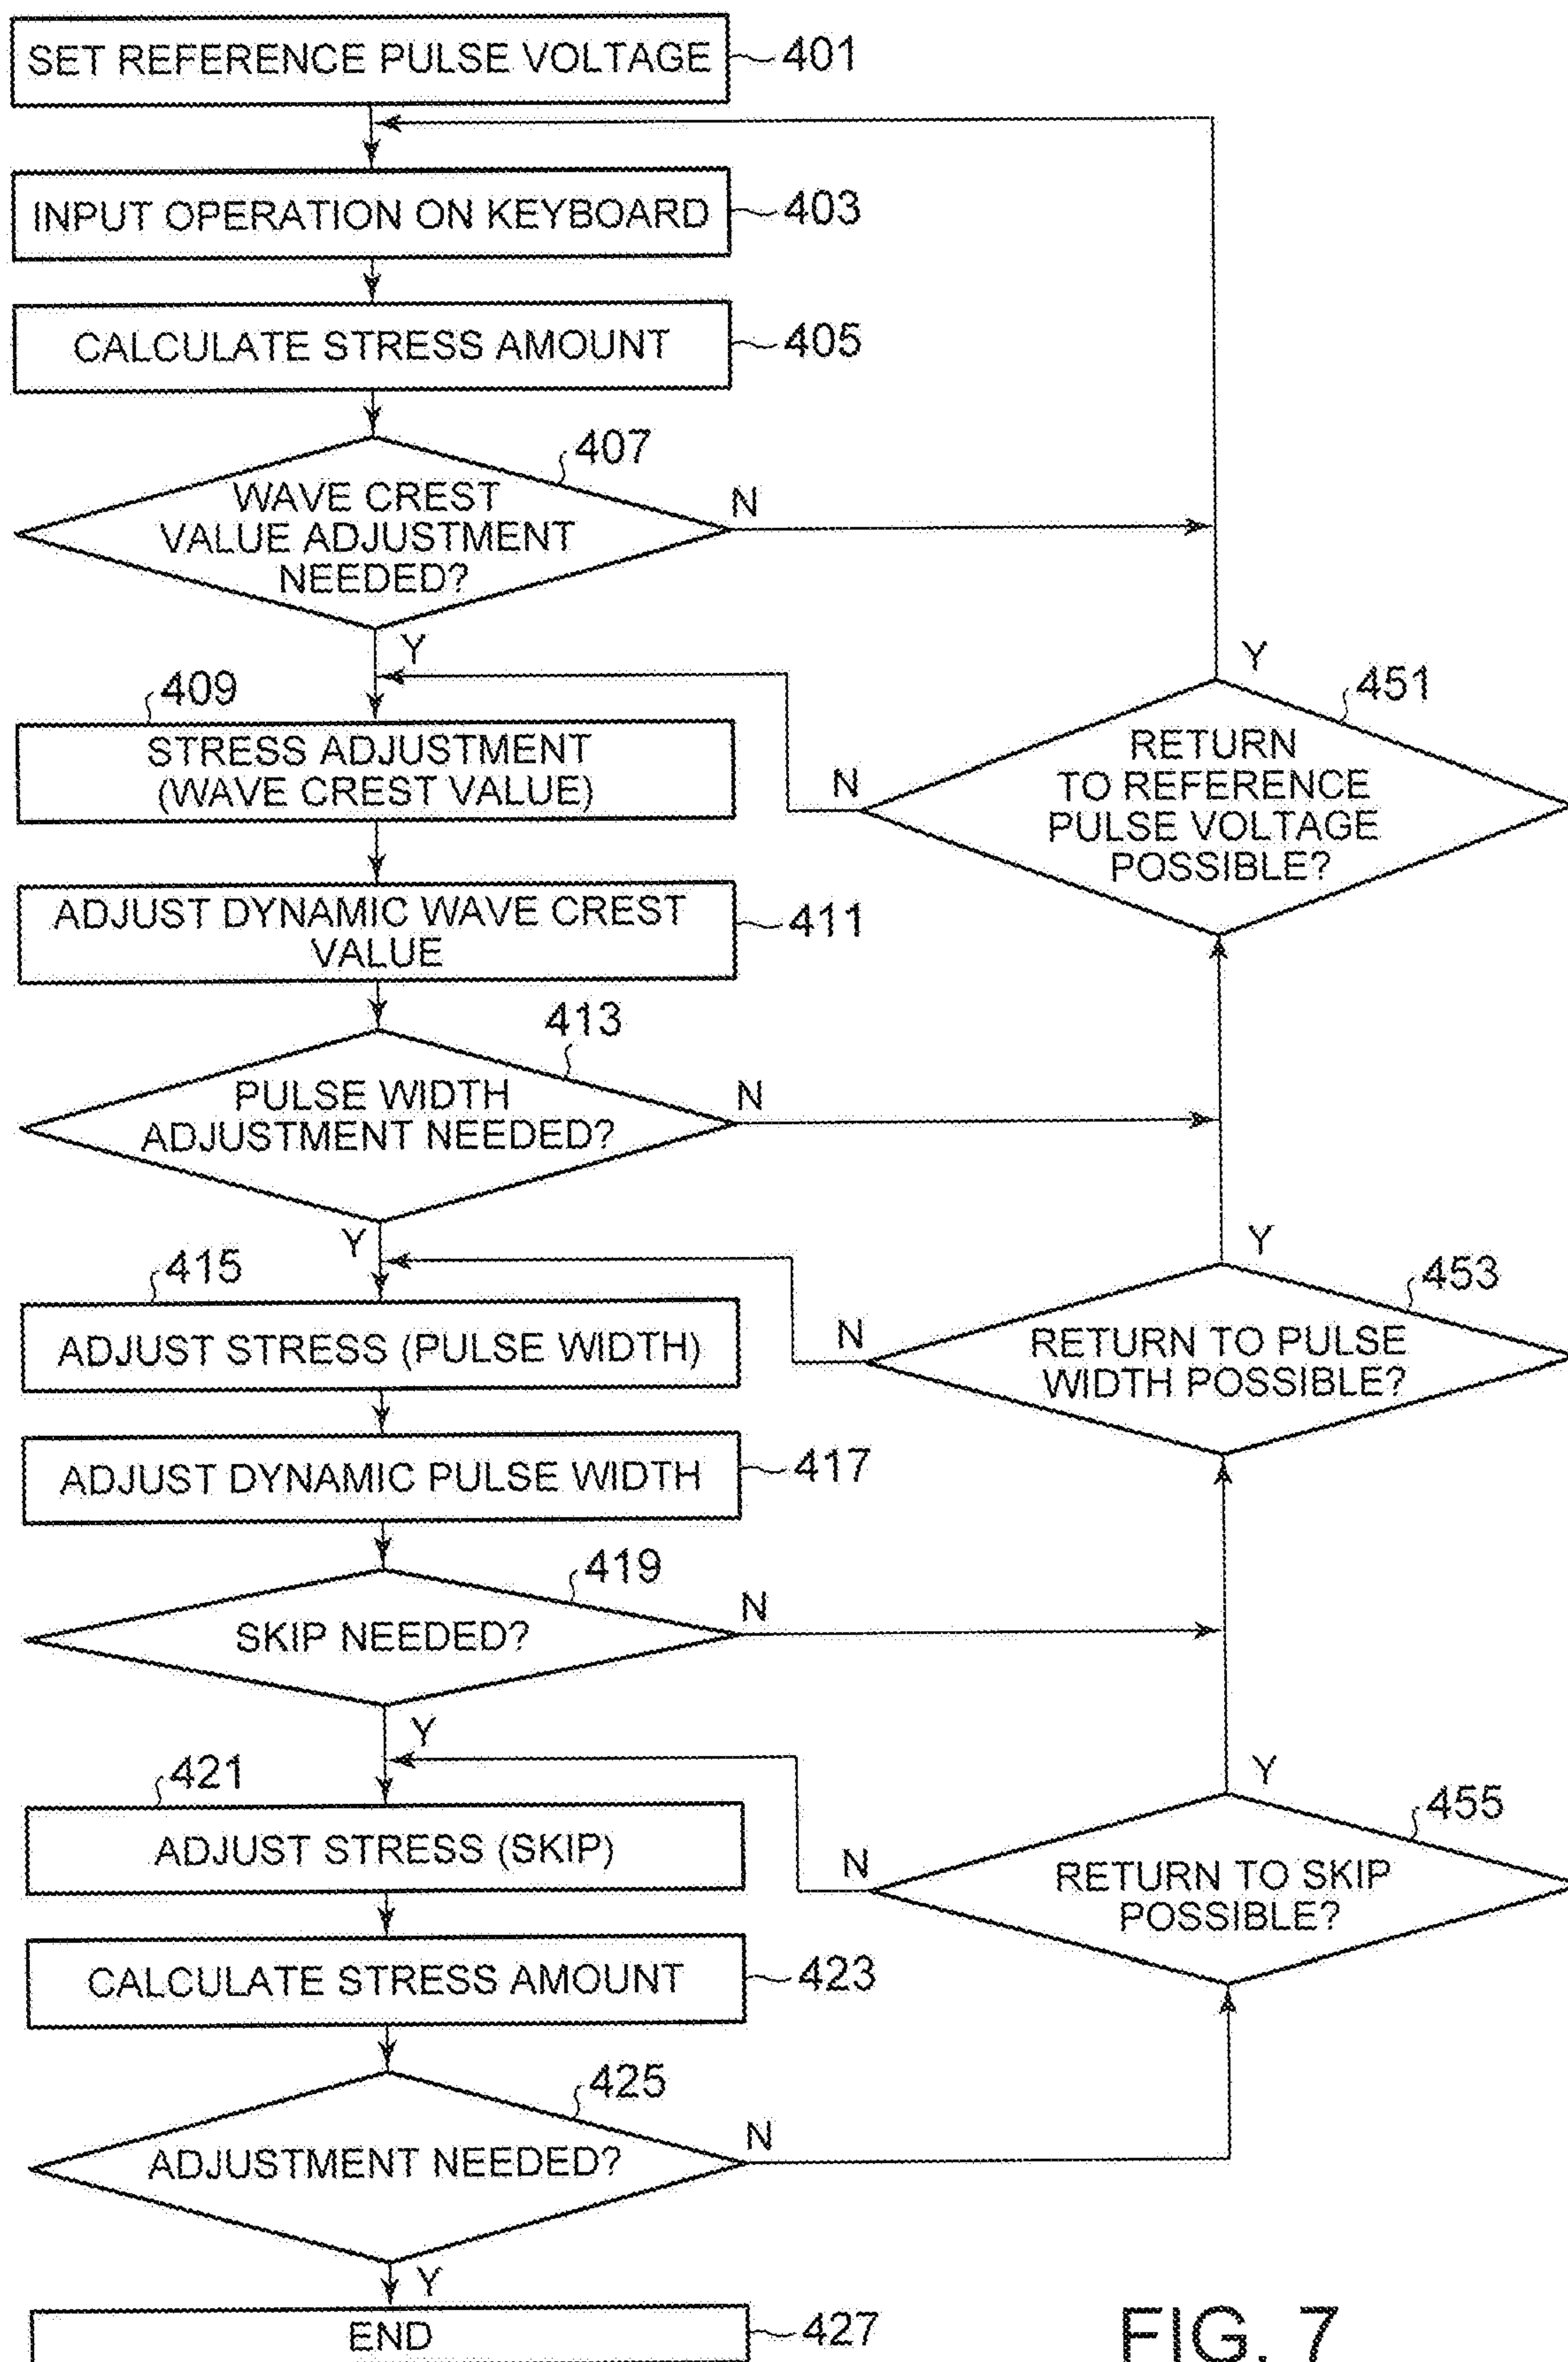 SET REFERENCE PULSE VOLTAGE
401
INPUT OPERATION ON KEYBOARD
403
CALCULATE STRESS AMOUNT
405
407
WAVE CREST
VALUE ADJUSTMENT
NEEDED?
N
Y
409
STRESS ADJUSTMENT
(WAVE CREST VALUE)
Y
451
RETURN
TO REFERENCE
PULSE VOLTAGE
POSSIBLE?
N
ADJUST DYNAMIC WAVE CREST
VALUE
411
413
PULSE WIDTH
ADJUSTMENT NEEDED?
N
Y
415
ADJUST STRESS (PULSE WIDTH)
Y
453
RETURN TO PULSE
WIDTH POSSIBLE?
N
ADJUST DYNAMIC PULSE WIDTH
417
419
SKIP NEEDED?
N
Y
421
ADJUST STRESS (SKIP)
Y
455
RETURN TO SKIP
POSSIBLE?
N
CALCULATE STRESS AMOUNT
423
425
ADJUSTMENT NEEDED?
N
Y
END
427
FIG. 7